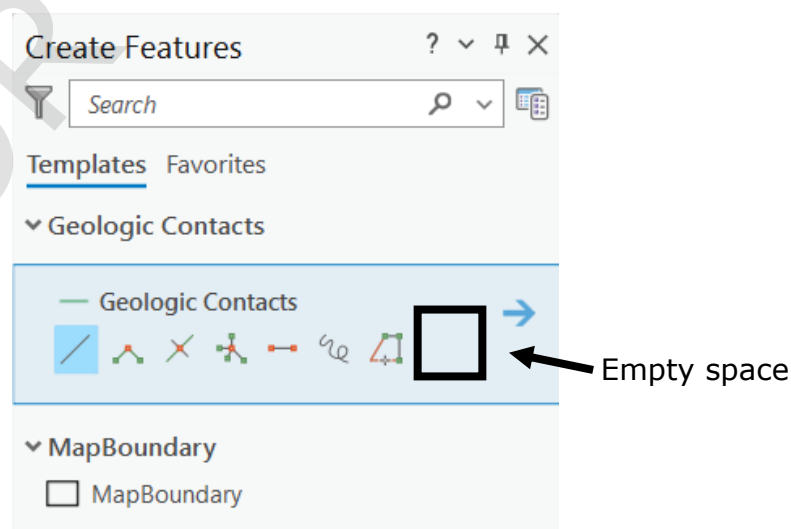 Create Features ?
Search
Templates Favorites
Geologic Contacts
Geologic Contacts
Empty space
MapBoundary
MapBoundary